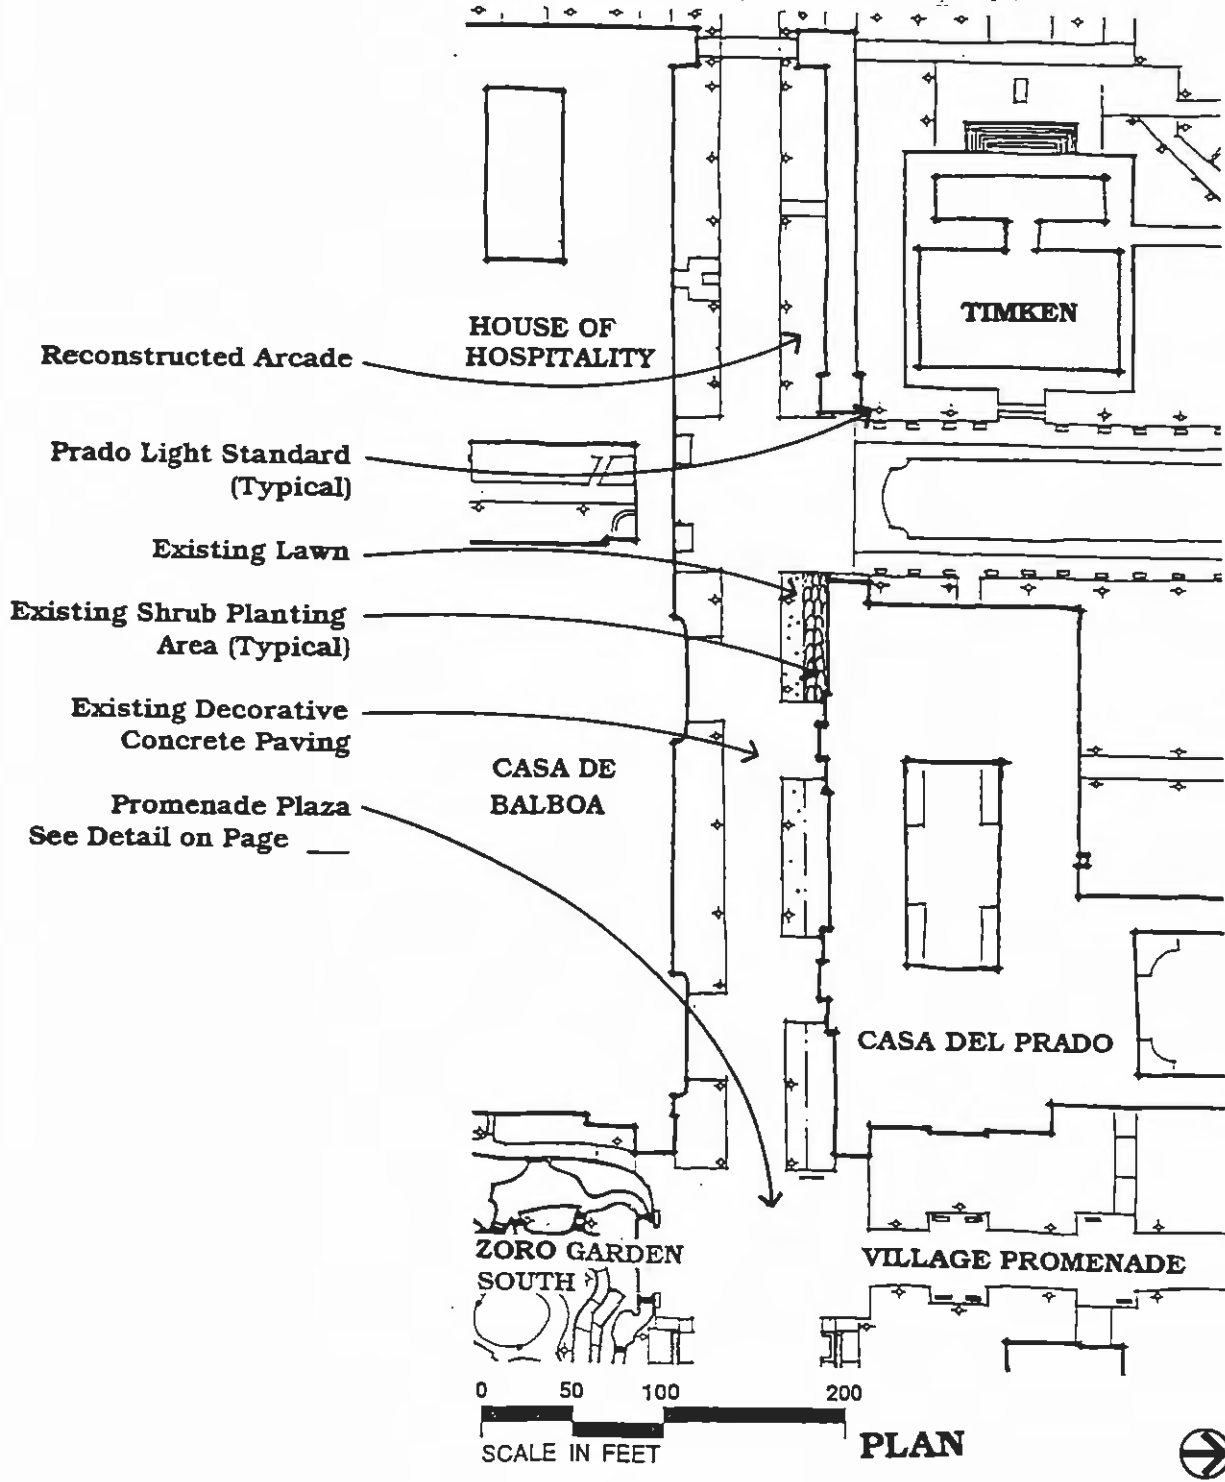 HOUSE OF
HOSPITALITY
TIMKEN
Reconstructed Arcade
Prado Light Standard
(Typical)
Existing Lawn
Existing Shrub Planting
Area (Typical)
Existing Decorative
Concrete Paving
CASA DE
BALBOA
Promenade Plaza
See Detail on Page __
CASA DEL PRADO
ZORO GARDEN
SOUTH
VILLAGE PROMENADE
0 50 100 200
SCALE IN FEET
PLAN